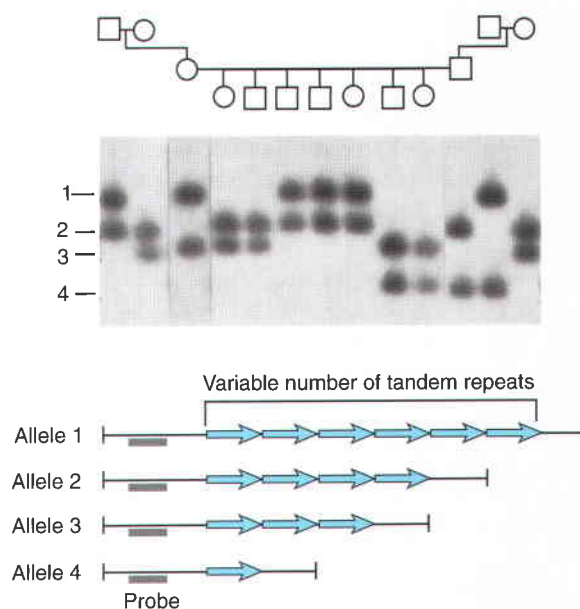 1
2
3
4
Variable number of tandem repeats
Allele 1
Allele 2
Allele 3
Allele 4
Probe